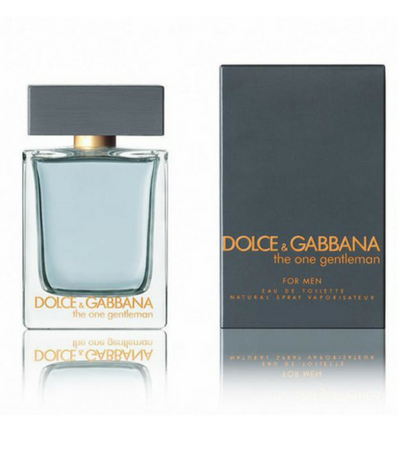 DOLCE & GABBANA
the one gentleman
DOLCE & GABBANA
the one gentleman
FOR MEN
EAU DE TOILETTE
NATURAL SPRAY VAPORISATEUR